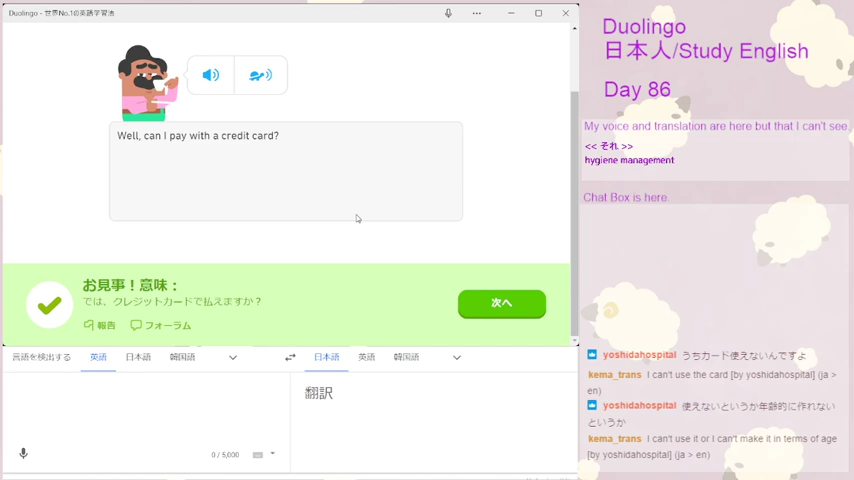 Duolingo - 世界No.1の英語学習法
Well, can I pay with a credit card?
お見事！意味：
では、クレジットカードで払えますか？
報告 フォーラム
次へ
言語を検出する 英語 日本語 韓国語
日本語 英語 韓国語
翻訳
0 / 5,000
Duolingo
日本人/Study English
Day 86
My voice and translation are here but that I can't see
<< それ >>
hygiene management
Chat Box is here.
yoshidahospital うちカード使えないんですよ
kema_trans I can't use the card [by yoshidahospital] (ja >
en)
yoshidahospital 使えないというか年齢的に作れない
というか
kema_trans I can't use it or I can't make it in terms of age
[by yoshidahospital] (ja > en)